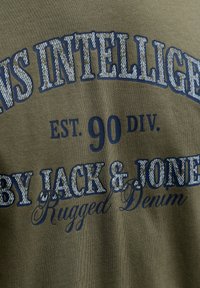 NS INTELLIGE
EST. 90 DIV.
BY JACK & JONE
Rugged Denim